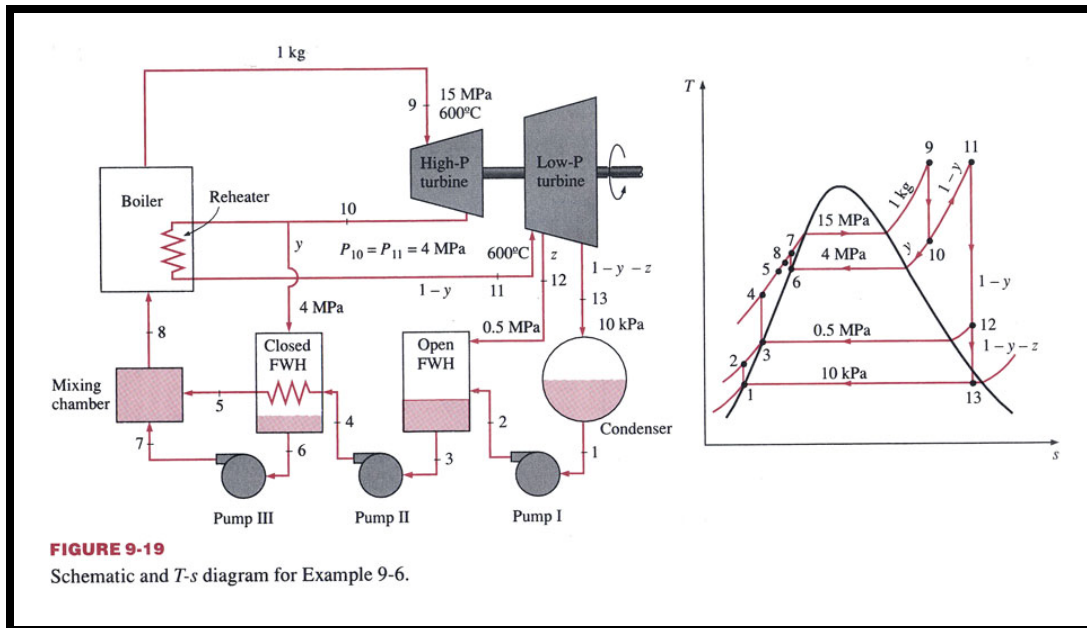 1 kg
9
15 MPa
600°C
High-P
turbine
Low-P
turbine
Boiler
Reheater
10
y
P10 = P11 = 4 MPa
600°C
z
12
1 – y – z
1 – y
11
13
8
4 MPa
0.5 MPa
10 kPa
Closed
FWH
Open
FWH
Mixing
chamber
5
4
2
Condenser
7
6
3
1
Pump III
Pump II
Pump I
T
9
11
1 kg
1 – y
15 MPa
7
8
4 MPa
y
10
5
6
1 – y
4
0.5 MPa
12
3
1 – y – z
2
10 kPa
1
13
s
FIGURE 9-19
Schematic and T-s diagram for Example 9-6.